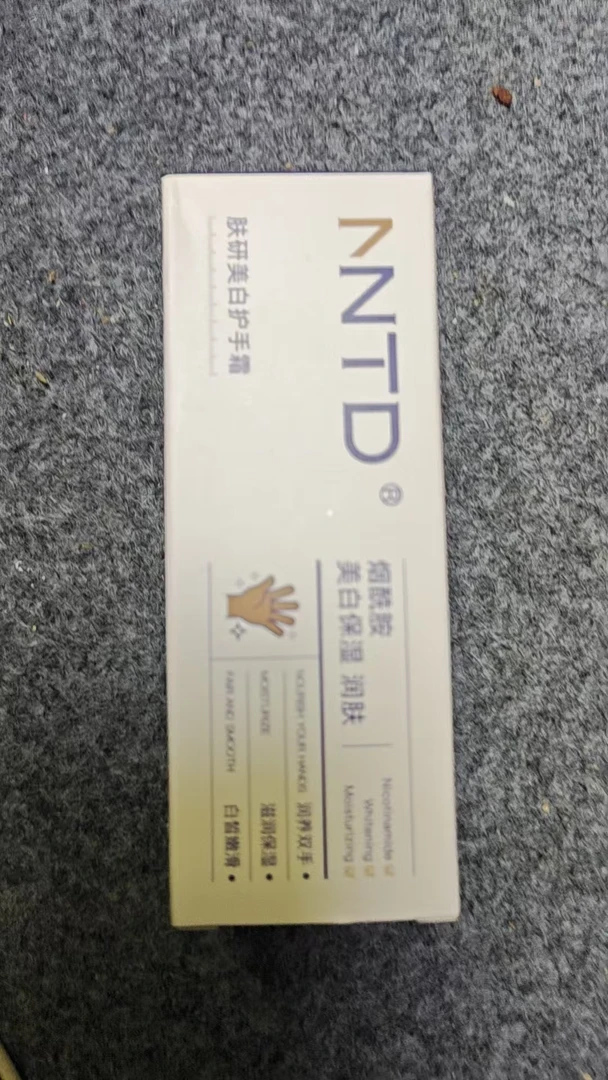 ANTD®
肤研美白护手霜
烟酰胺
美白保湿 润肤
Nicotinamide
Whitening
Moisturizing
NOURISH YOUR HANDS 润养双手
MOISTURIZE 滋润保湿
FAIR AND SMOOTH 白皙嫩滑